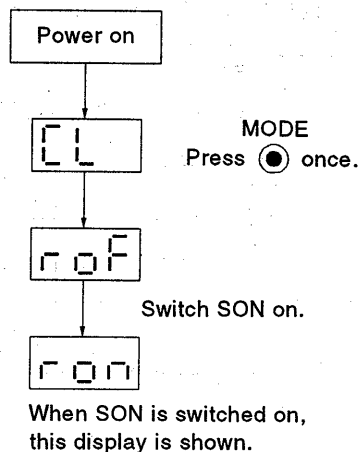 Power on
CL
MODE
Press ⦿ once.
roF
Switch SON on.
ron
When SON is switched on,
this display is shown.